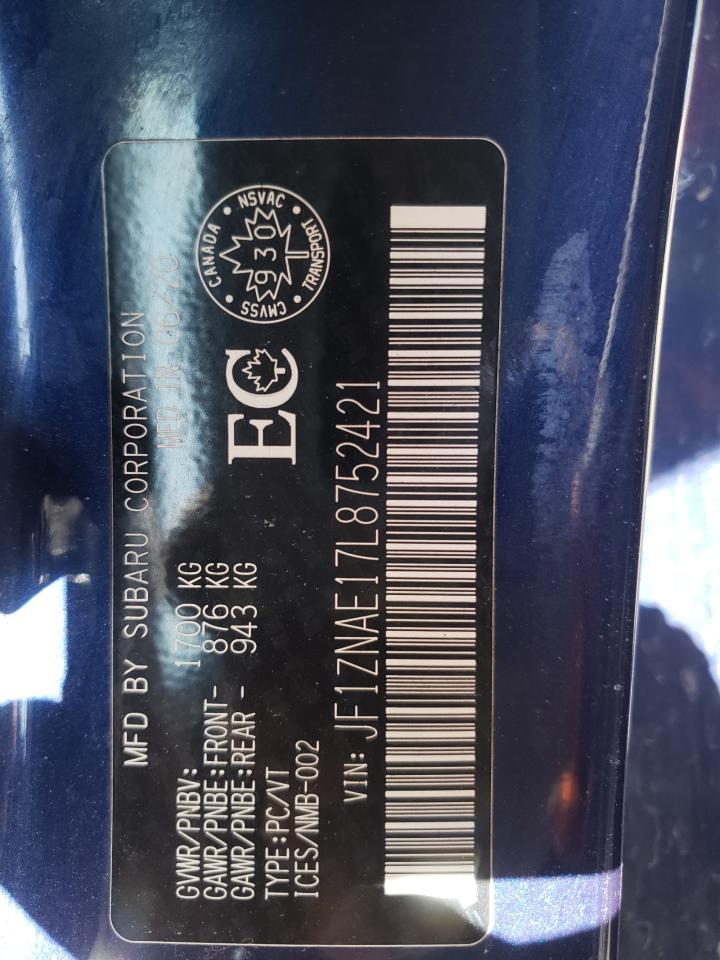 MFD BY SUBARU CORPORATION
MFD IN 06/20
GVWR/PNBV: 1700 KG
GAWR/PNBE:FRONT- 876 KG
GAWR/PNBE:REAR - 943 KG
TYPE:PC/VT
ICES/NMB-002
EC
CANADA • NSVAC • TRANSPORT • CMVSS •
930
VIN: JF1ZNAE17L8752421